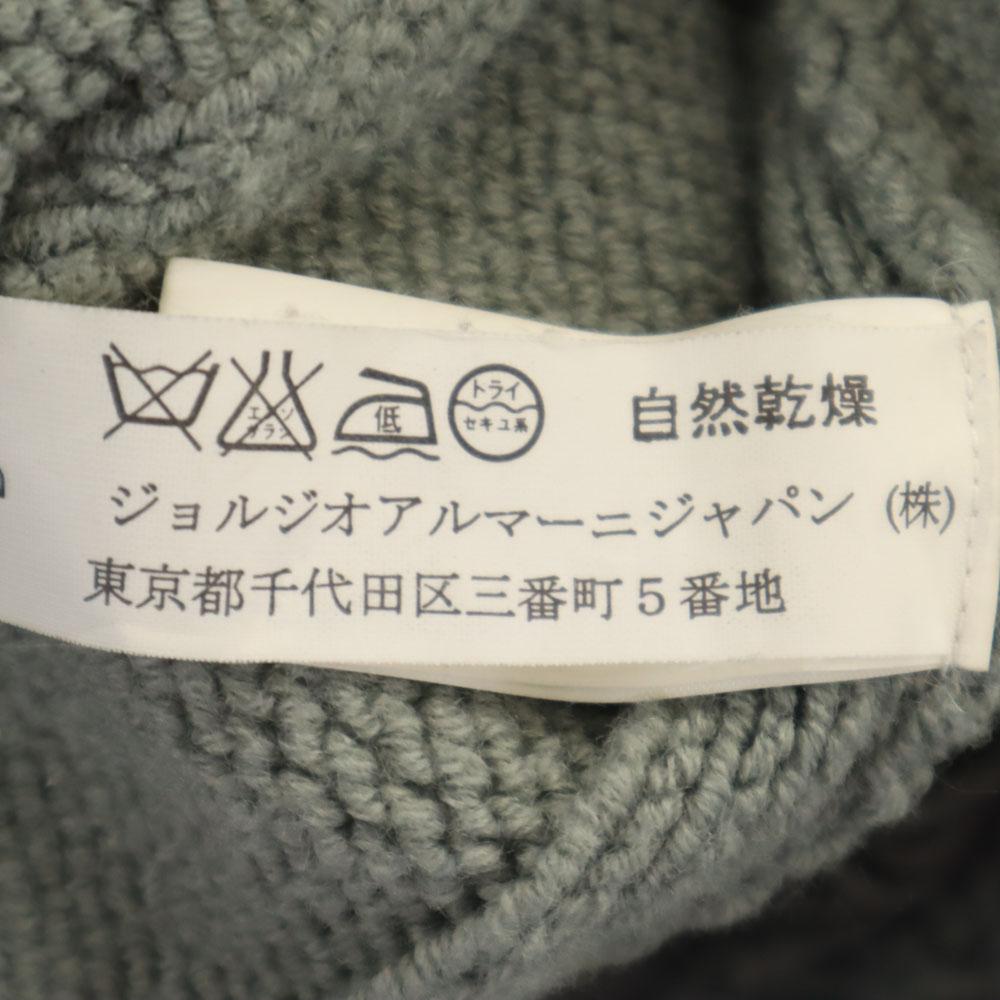 エンソ
サラシ
低
ドライ
セキユ系
自然乾燥
ジョルジオアルマーニジャパン (株)
東京都千代田区三番町5番地